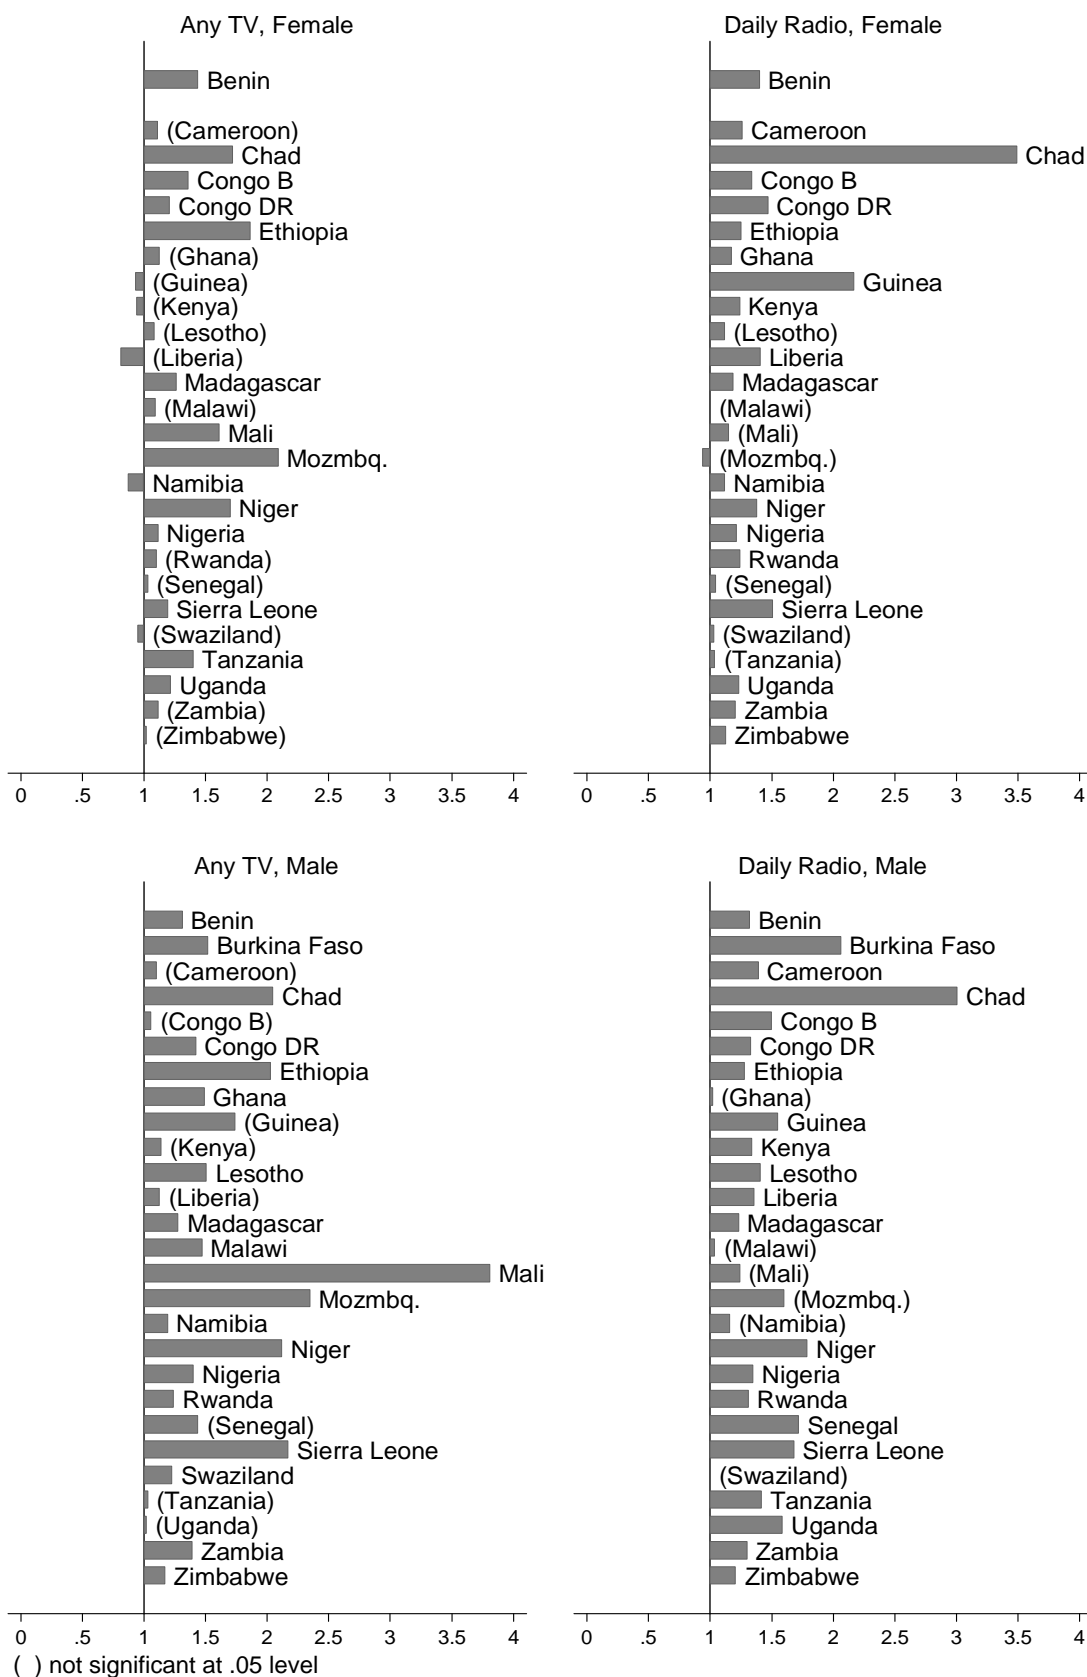 Any TV, Female
Benin
(Cameroon)
Chad
Congo B
Congo DR
Ethiopia
(Ghana)
(Guinea)
(Kenya)
(Lesotho)
(Liberia)
Madagascar
(Malawi)
Mali
Mozmbq.
Namibia
Niger
Nigeria
(Rwanda)
(Senegal)
Sierra Leone
(Swaziland)
Tanzania
Uganda
(Zambia)
(Zimbabwe)
0 .5 1 1.5 2 2.5 3 3.5 4
Daily Radio, Female
Benin
Cameroon
Chad
Congo B
Congo DR
Ethiopia
Ghana
Guinea
Kenya
(Lesotho)
Liberia
Madagascar
(Malawi)
(Mali)
(Mozmbq.)
Namibia
Niger
Nigeria
Rwanda
(Senegal)
Sierra Leone
(Swaziland)
(Tanzania)
Uganda
Zambia
Zimbabwe
0 .5 1 1.5 2 2.5 3 3.5 4
Any TV, Male
Benin
Burkina Faso
(Cameroon)
Chad
(Congo B)
Congo DR
Ethiopia
Ghana
(Guinea)
(Kenya)
Lesotho
(Liberia)
Madagascar
Malawi
Mali
Mozmbq.
Namibia
Niger
Nigeria
Rwanda
(Senegal)
Sierra Leone
Swaziland
(Tanzania)
(Uganda)
Zambia
Zimbabwe
0 .5 1 1.5 2 2.5 3 3.5 4
Daily Radio, Male
Benin
Burkina Faso
Cameroon
Chad
Congo B
Congo DR
Ethiopia
(Ghana)
Guinea
Kenya
Lesotho
Liberia
Madagascar
(Malawi)
(Mali)
(Mozmbq.)
(Namibia)
Niger
Nigeria
Rwanda
Senegal
Sierra Leone
(Swaziland)
Tanzania
Uganda
Zambia
Zimbabwe
0 .5 1 1.5 2 2.5 3 3.5 4
( ) not significant at .05 level